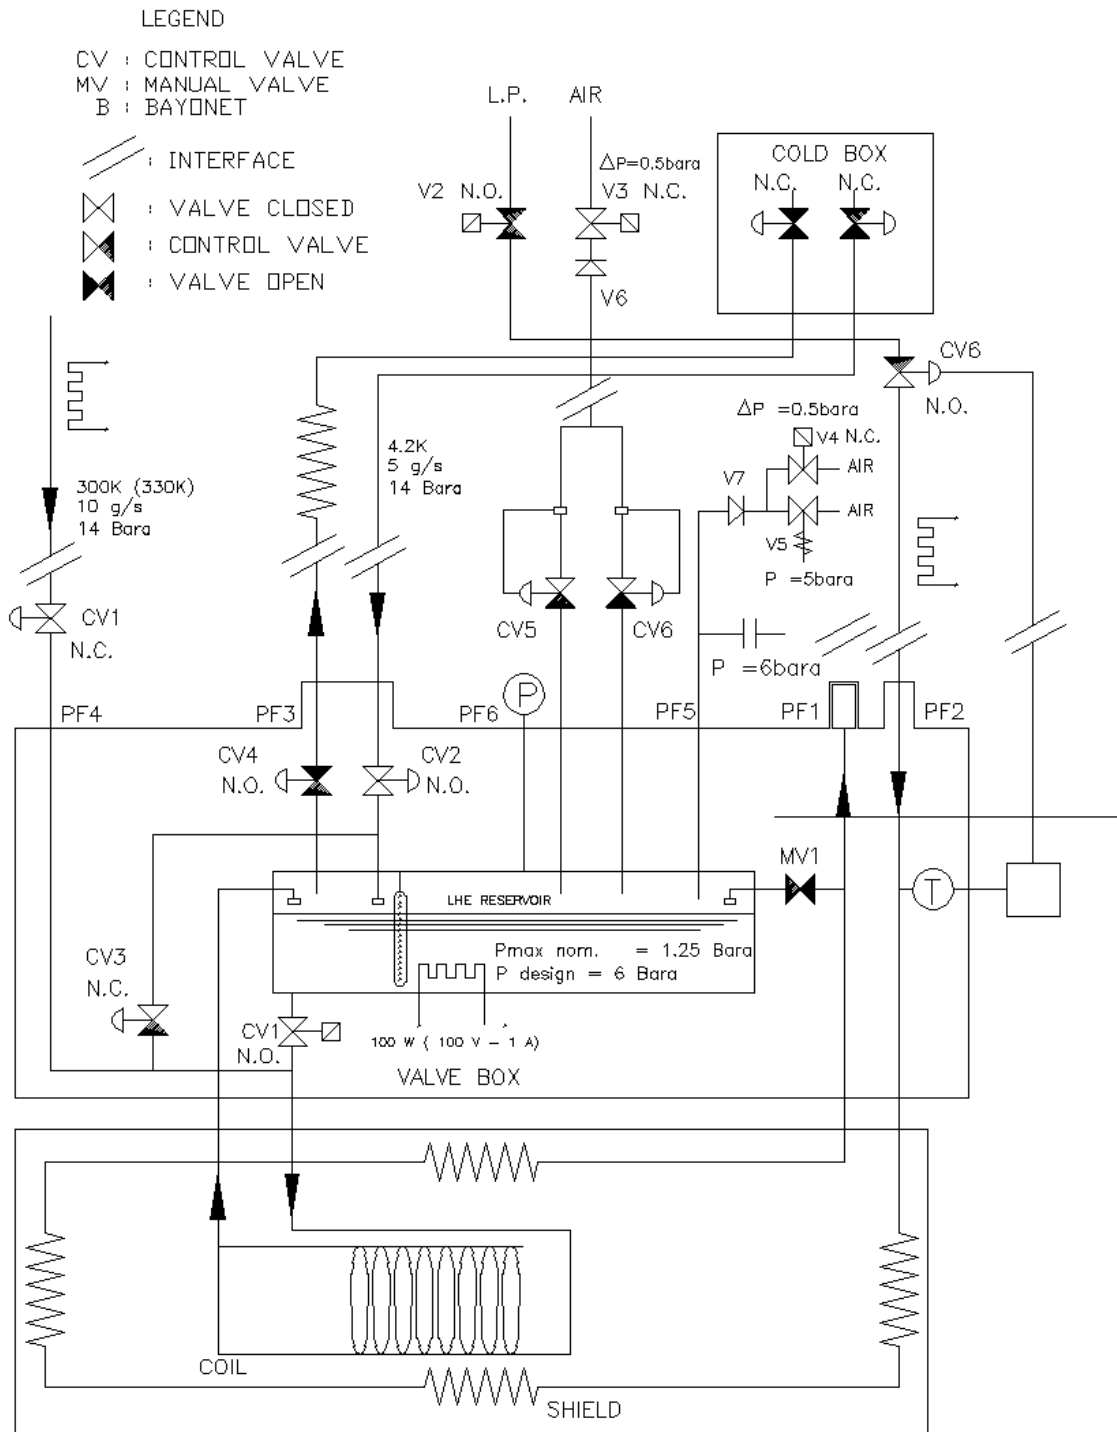 LEGEND
CV : CONTROL VALVE
MV : MANUAL VALVE
B : BAYONET
: INTERFACE
: VALVE CLOSED
: CONTROL VALVE
: VALVE OPEN
L.P.
AIR
ΔP=0.5bara
V2 N.O.
V3 N.C.
V6
COLD BOX
N.C.
N.C.
CV6
N.O.
ΔP =0.5bara
V4 N.C.
AIR
V7
AIR
V5
P =5bara
300K (330K)
10 g/s
14 Bara
4.2K
5 g/s
14 Bara
CV1
N.C.
CV5
CV6
P =6bara
PF4
PF3
PF6
P
PF5
PF1
PF2
CV4
N.O.
CV2
N.O.
MV1
T
LHE RESERVOIR
Pmax nom. = 1.25 Bara
P design = 6 Bara
CV3
N.C.
CV1
N.O.
100 W ( 100 V - 1 A)
VALVE BOX
COIL
SHIELD